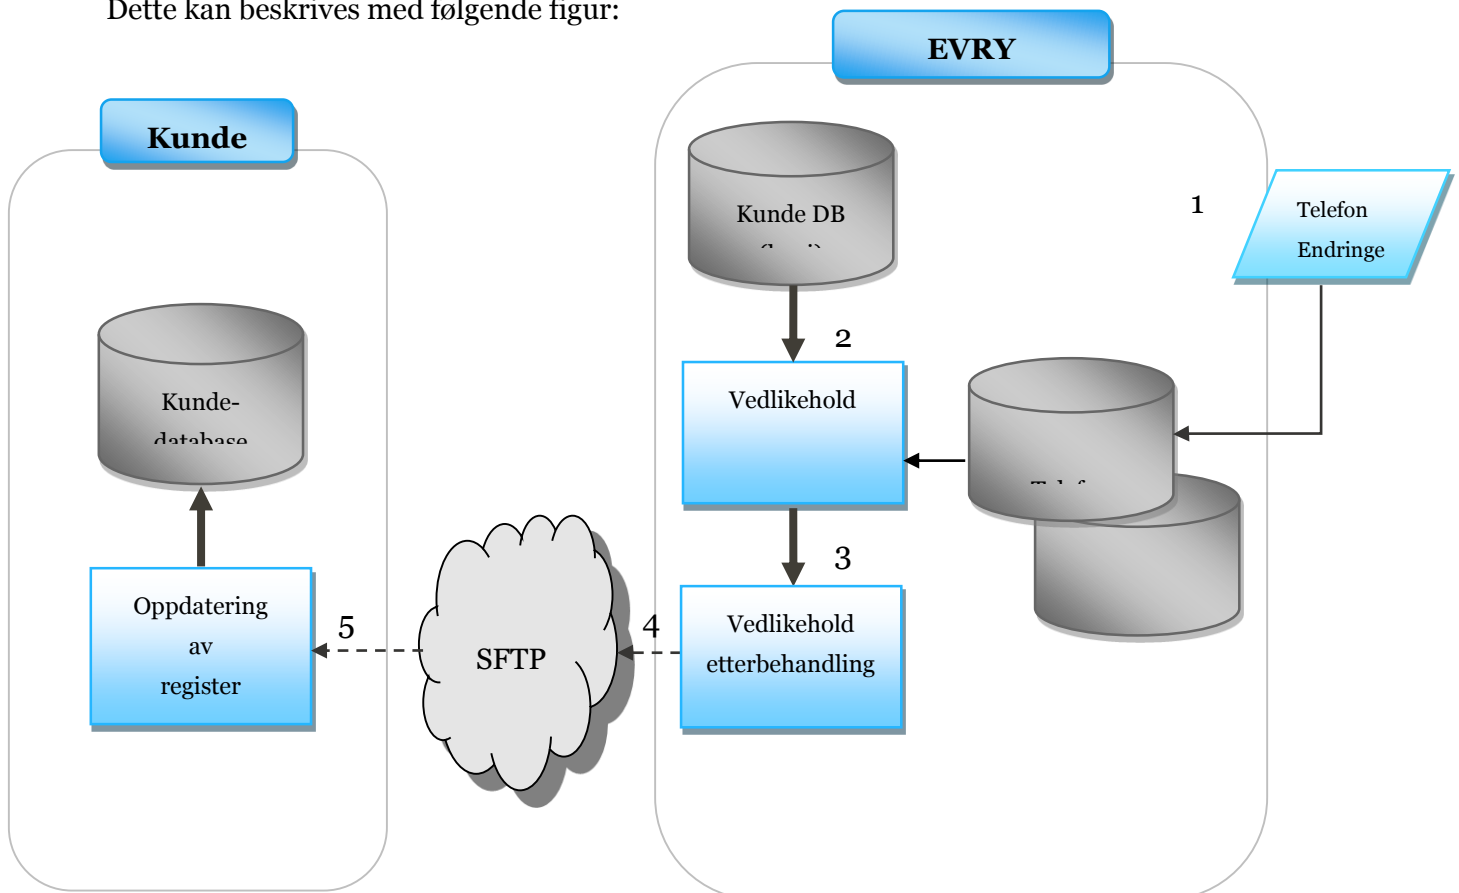 Dette kan beskrives med følgende figur:
EVRY
Kunde
Kunde DB
1
Telefon
Endringe
2
Vedlikehold
Kunde-
database
3
Vedlikehold
etterbehandling
4
SFTP
5
Oppdatering
av
register